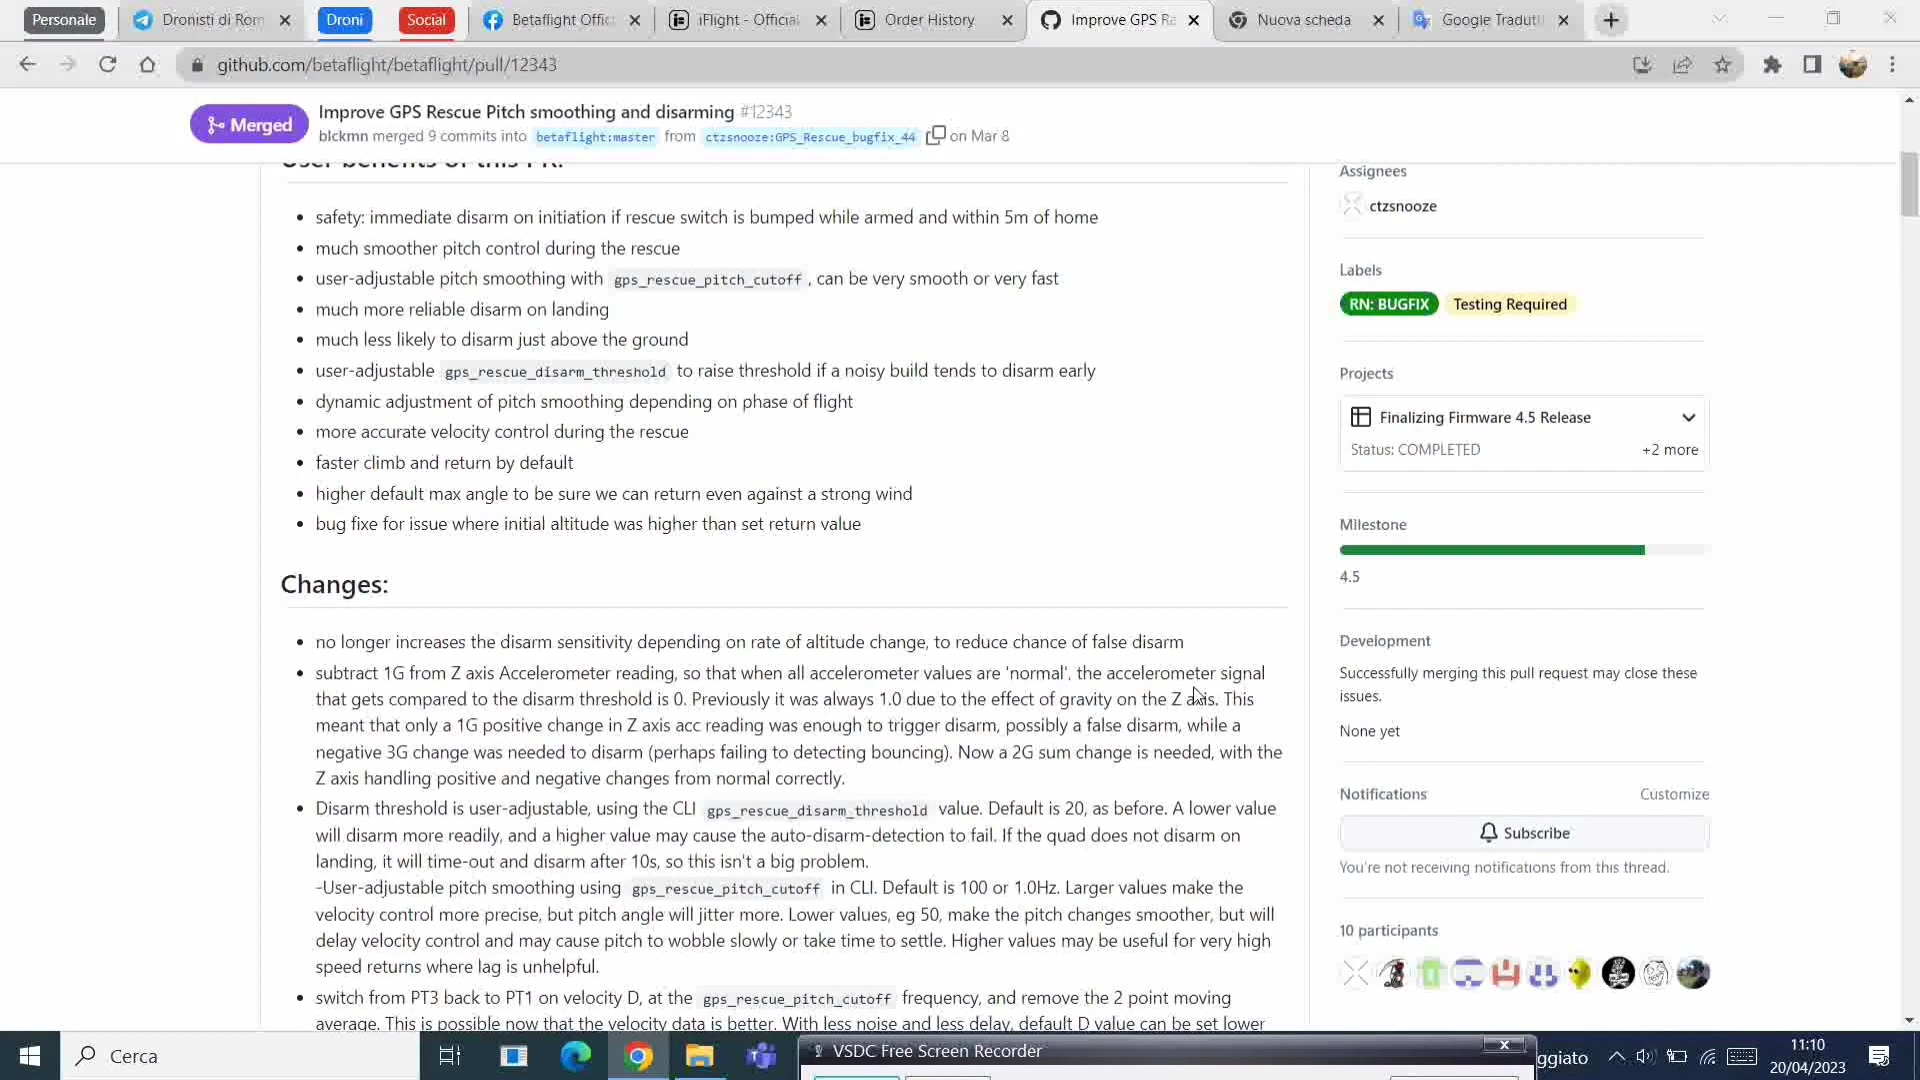 Personale
Dronisti di Rom
Droni
Social
Betaflight Offic
iFlight - Official
Order History
Improve GPS Re
Nuova scheda
Google Tradutt
github.com/betaflight/betaflight/pull/12343
Merged
Improve GPS Rescue Pitch smoothing and disarming #12343
blckmn merged 9 commits into betaflight:master from ctzsnooze:GPS_Rescue_bugfix_44 on Mar 8
User benefits of this PR:
safety: immediate disarm on initiation if rescue switch is bumped while armed and within 5m of home
much smoother pitch control during the rescue
user-adjustable pitch smoothing with gps_rescue_pitch_cutoff , can be very smooth or very fast
much more reliable disarm on landing
much less likely to disarm just above the ground
user-adjustable gps_rescue_disarm_threshold to raise threshold if a noisy build tends to disarm early
dynamic adjustment of pitch smoothing depending on phase of flight
more accurate velocity control during the rescue
faster climb and return by default
higher default max angle to be sure we can return even against a strong wind
bug fixe for issue where initial altitude was higher than set return value
Changes:
no longer increases the disarm sensitivity depending on rate of altitude change, to reduce chance of false disarm
subtract 1G from Z axis Accelerometer reading, so that when all accelerometer values are 'normal', the accelerometer signal
that gets compared to the disarm threshold is 0. Previously it was always 1.0 due to the effect of gravity on the Z axis. This
meant that only a 1G positive change in Z axis acc reading was enough to trigger disarm, possibly a false disarm, while a
negative 3G change was needed to disarm (perhaps failing to detecting bouncing). Now a 2G sum change is needed, with the
Z axis handling positive and negative changes from normal correctly.
Disarm threshold is user-adjustable, using the CLI gps_rescue_disarm_threshold value. Default is 20, as before. A lower value
will disarm more readily, and a higher value may cause the auto-disarm-detection to fail. If the quad does not disarm on
landing, it will time-out and disarm after 10s, so this isn't a big problem.
-User-adjustable pitch smoothing using gps_rescue_pitch_cutoff in CLI. Default is 100 or 1.0Hz. Larger values make the
velocity control more precise, but pitch angle will jitter more. Lower values, eg 50, make the pitch changes smoother, but will
delay velocity control and may cause pitch to wobble slowly or take time to settle. Higher values may be useful for very high
speed returns where lag is unhelpful.
switch from PT3 back to PT1 on velocity D, at the gps_rescue_pitch_cutoff frequency, and remove the 2 point moving
average. This is possible now that the velocity data is better. With less noise and less delay, default D value can be set lower
Assignees
ctzsnooze
Labels
RN: BUGFIX Testing Required
Projects
Finalizing Firmware 4.5 Release
Status: COMPLETED +2 more
Milestone
4.5
Development
Successfully merging this pull request may close these
issues.
None yet
Notifications Customize
Subscribe
You're not receiving notifications from this thread.
10 participants
Cerca
VSDC Free Screen Recorder
ggiato
11:10
20/04/2023